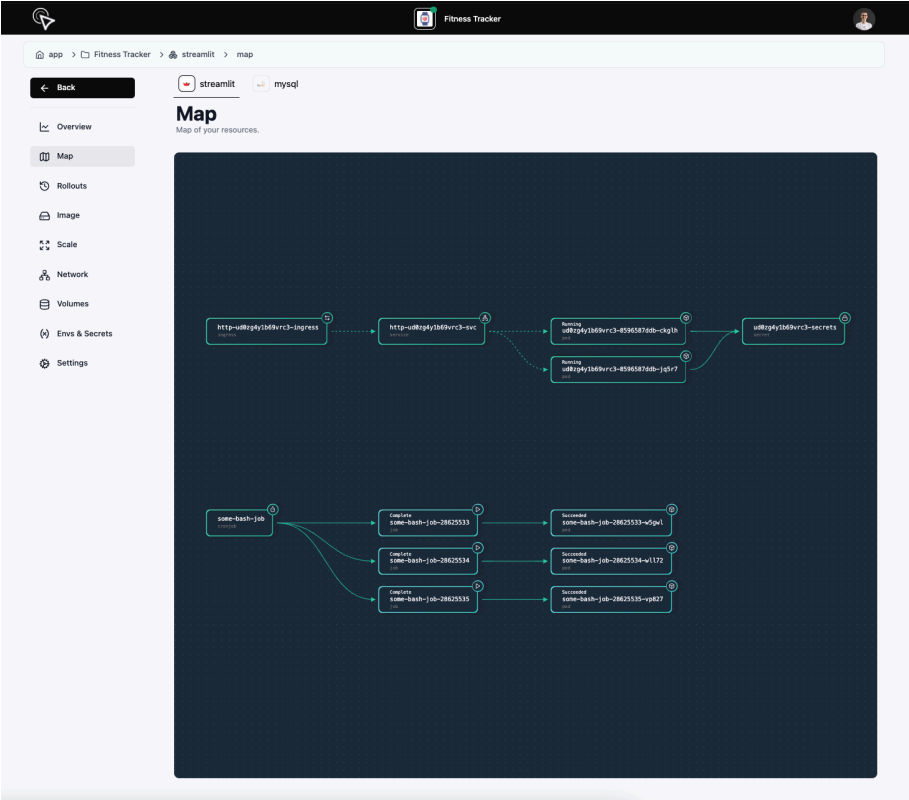 Fitness Tracker
app > Fitness Tracker > streamlit > map
Back
streamlit mysql
Map
Map of your resources.
Overview
Map
Rollouts
Image
Scale
Network
Volumes
Envs & Secrets
Settings
http-ud0zg4y1b69vrc3-ingress
ingress
http-ud0zg4y1b69vrc3-svc
service
Running
ud0zg4y1b69vrc3-8596587ddb-ckglh
pod
ud0zg4y1b69vrc3-secrets
secret
Running
ud0zg4y1b69vrc3-8596587ddb-jq5r7
pod
some-bash-job
cronjob
Complete
some-bash-job-28625533
job
Succeeded
some-bash-job-28625533-w5gwl
pod
Complete
some-bash-job-28625534
job
Succeeded
some-bash-job-28625534-wll72
pod
Complete
some-bash-job-28625535
job
Succeeded
some-bash-job-28625535-vp827
pod